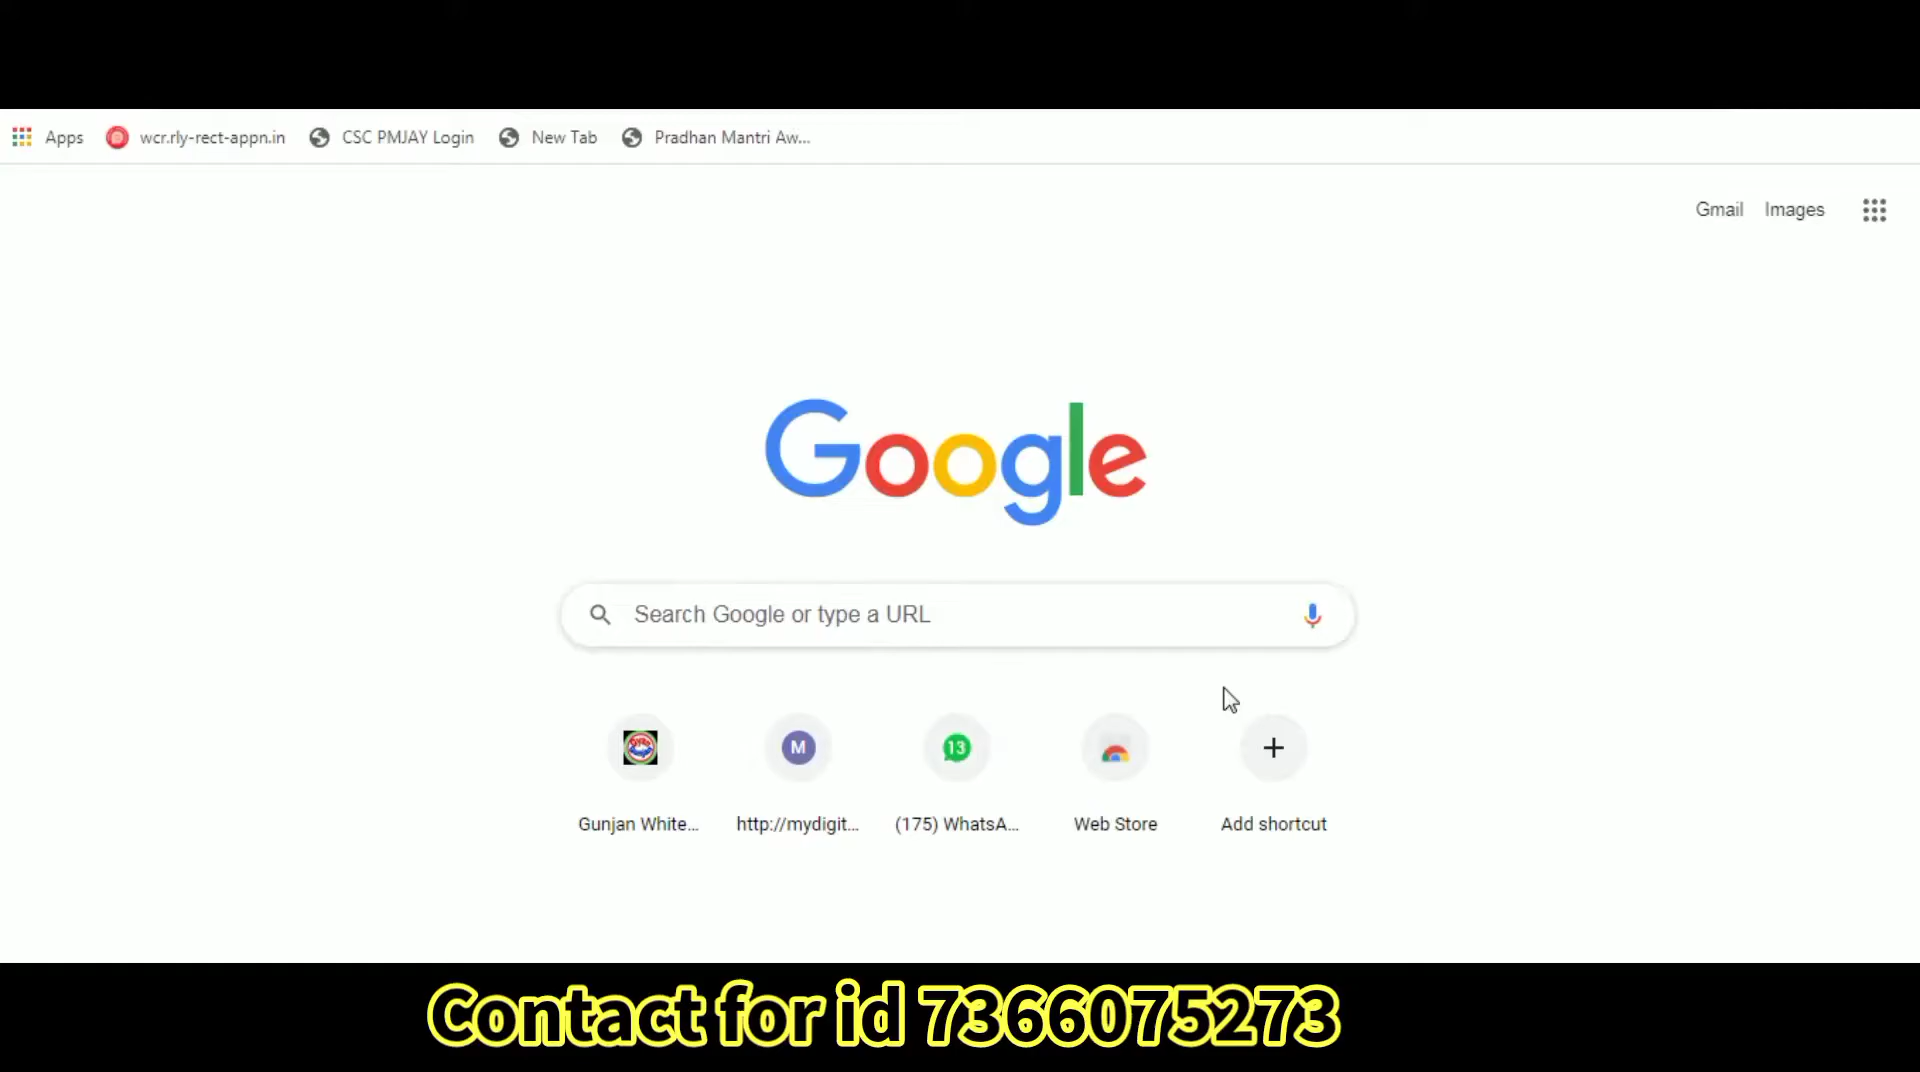 Apps wcr.rly-rect-appn.in CSC PMJAY Login New Tab Pradhan Mantri Aw...
Gmail Images
Google
Search Google or type a URL
M 13
Gunjan White... http://mydigit... (175) WhatsA... Web Store Add shortcut
Contact for id 7366075273